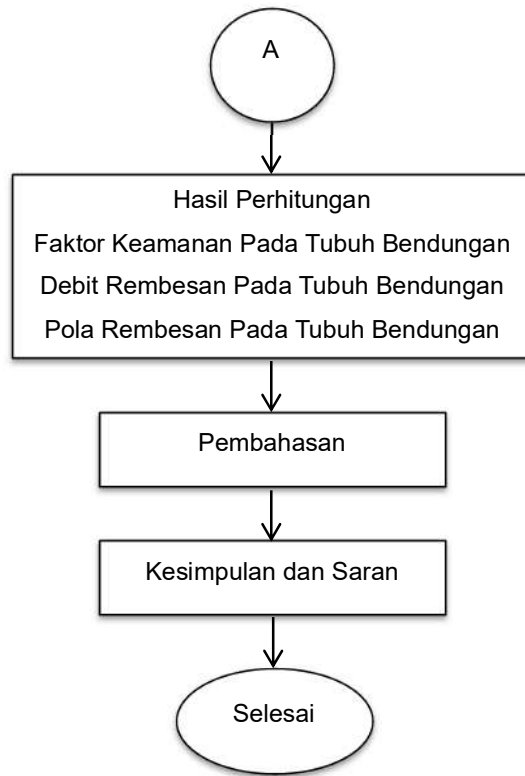 A
Hasil Perhitungan
Faktor Keamanan Pada Tubuh Bendungan
Debit Rembesan Pada Tubuh Bendungan
Pola Rembesan Pada Tubuh Bendungan
Pembahasan
Kesimpulan dan Saran
Selesai